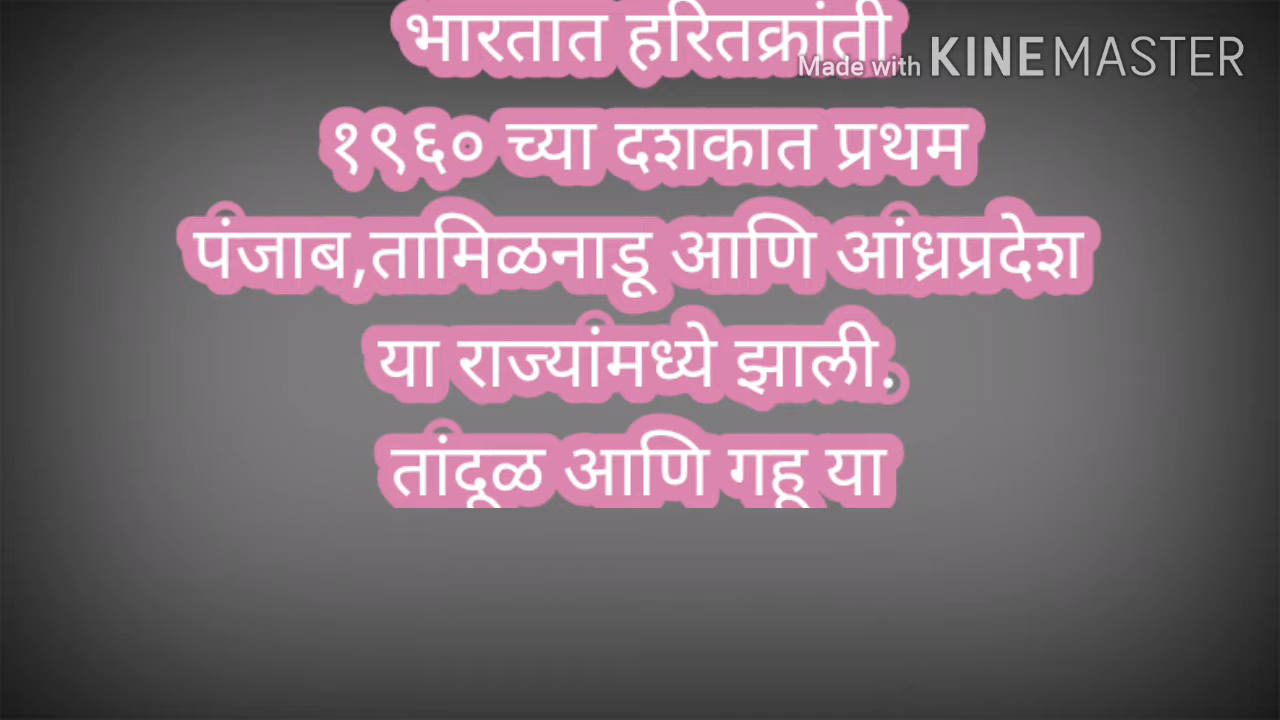 भारतात हरितक्रांती
Made with KINEMASTER
१९६० च्या दशकात प्रथम
पंजाब,तामिळनाडू आणि आंध्रप्रदेश
या राज्यांमध्ये झाली.
तांदूळ आणि गहू या